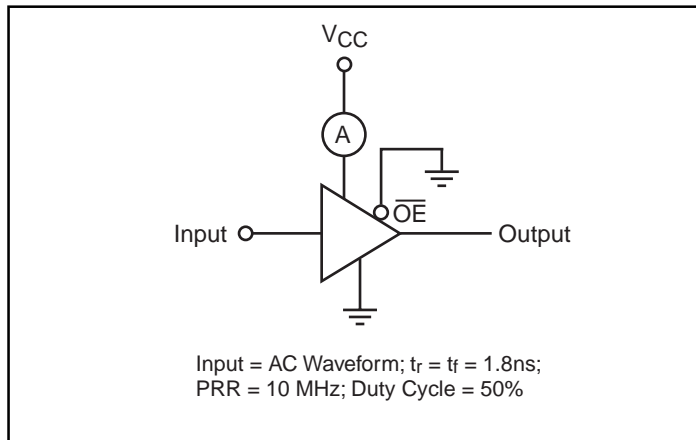 VCC
A
OE
Input
Output
Input = AC Waveform; tr = tf = 1.8ns;
PRR = 10 MHz; Duty Cycle = 50%